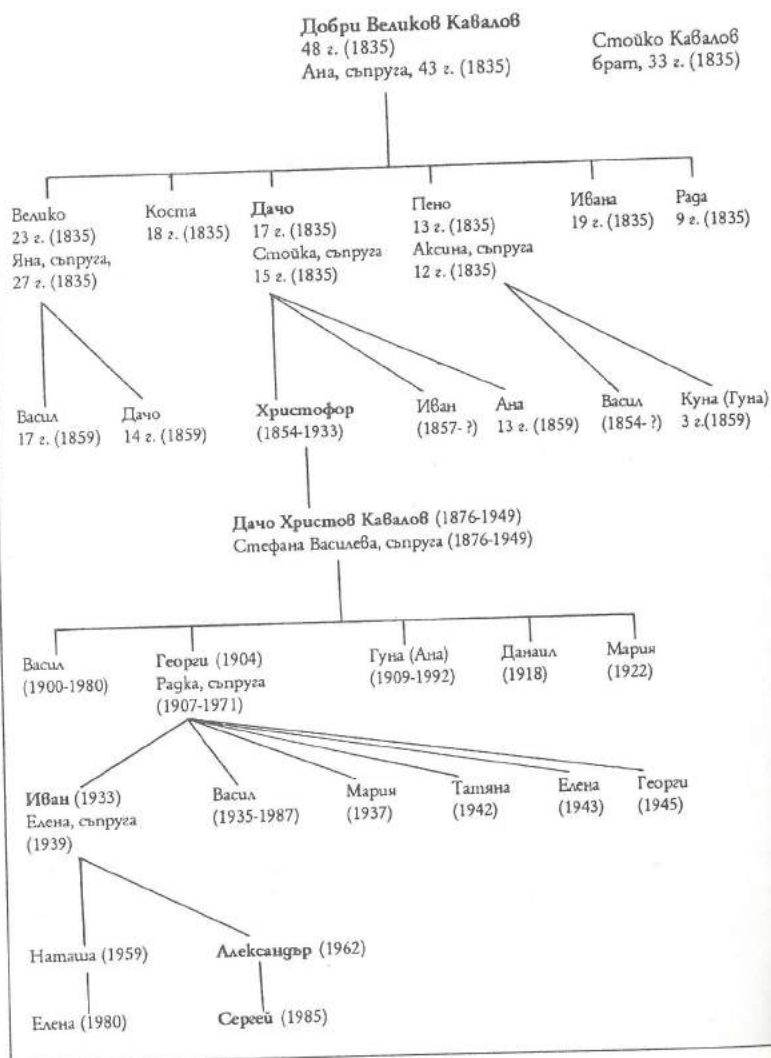 Добри Великов Кавалов
48 г. (1835)
Ана, съпруга, 43 г. (1835)
Стойко Кавалов
брат, 33 г. (1835)
Велико
23 г. (1835)
Яна, съпруга,
27 г. (1835)
Коста
18 г. (1835)
Дачо
17 г. (1835)
Стойка, съпруга
15 г. (1835)
Пено
13 г. (1835)
Аксина, съпруга
12 г. (1835)
Ивана
19 г. (1835)
Рада
9 г. (1835)
Васил
17 г. (1859)
Дачо
14 г. (1859)
Христофор
(1854-1933)
Иван
(1857- ?)
Ана
13 г. (1859)
Васил
(1854- ?)
Куна (Гуна)
3 г.(1859)
Дачо Христов Кавалов (1876-1949)
Стефана Василева, съпруга (1876-1949)
Васил
(1900-1980)
Георги (1904)
Радка, съпруга
(1907-1971)
Гуна (Ана)
(1909-1992)
Данаил
(1918)
Мария
(1922)
Иван (1933)
Елена, съпруга
(1939)
Васил
(1935-1987)
Мария
(1937)
Татяна
(1942)
Елена
(1943)
Георги
(1945)
Наташа (1959)
Александър (1962)
Елена (1980)
Сергей (1985)